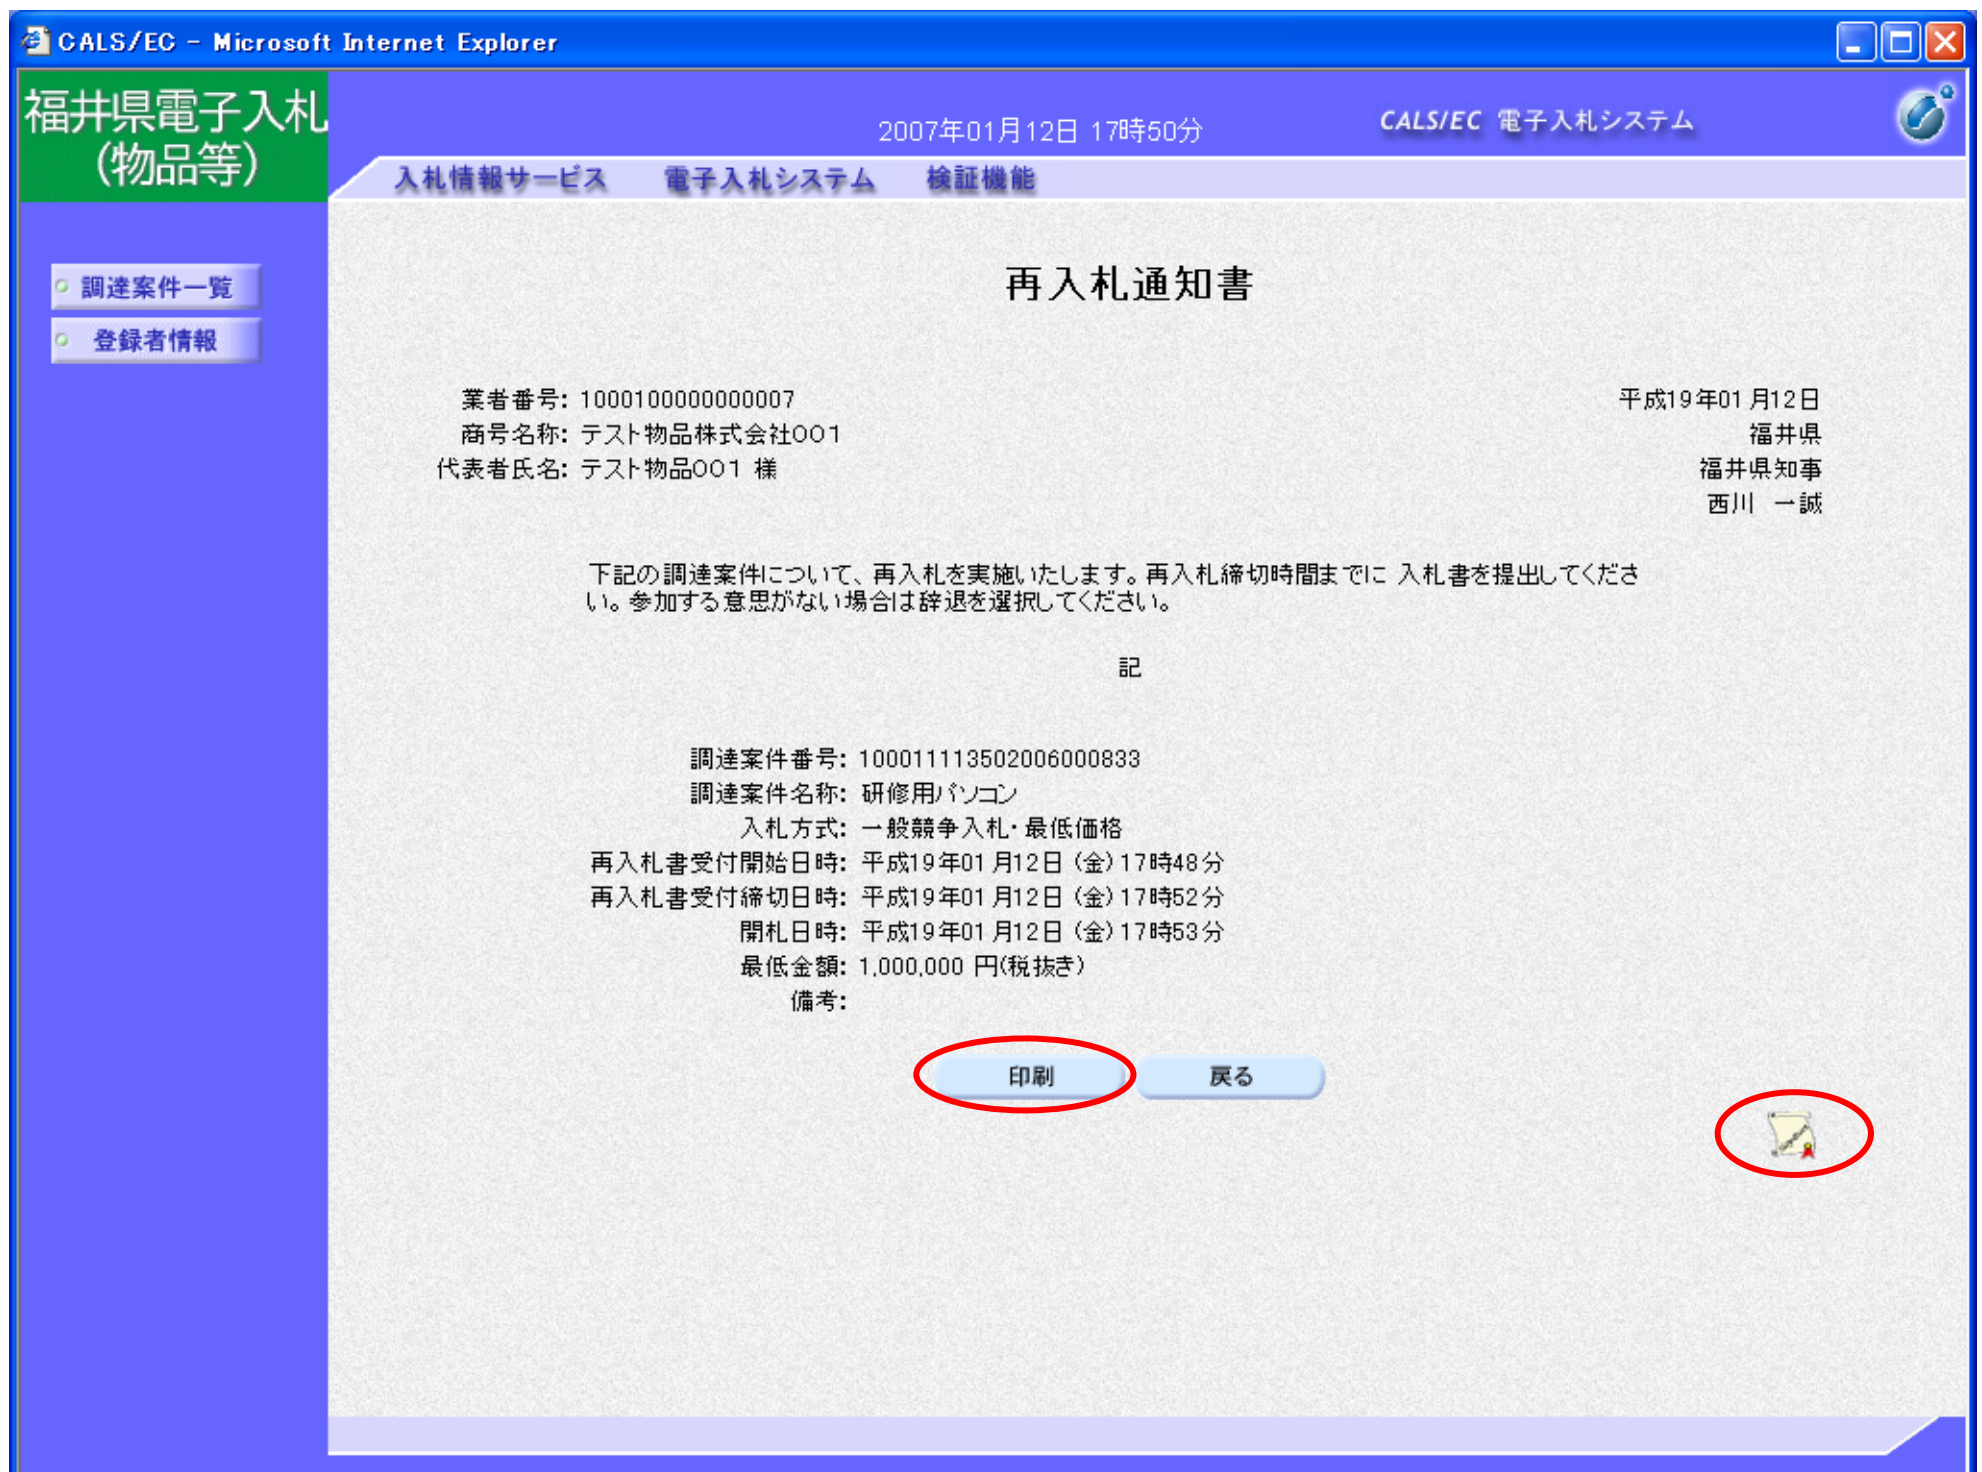 CALS/EC - Microsoft Internet Explorer
福井県電子入札
(物品等)
2007年01月12日 17時50分
CALS/EC 電子入札システム
入札情報サービス 電子入札システム 検証機能
調達案件一覧
登録者情報
再入札通知書
業者番号: 1000100000000007
商号名称: テスト物品株式会社001
代表者氏名: テスト物品001 様
平成19年01月12日
福井県
福井県知事
西川 一誠
下記の調達案件について、再入札を実施いたします。再入札締切時間までに 入札書を提出してくださ
い。参加する意思がない場合は辞退を選択してください。
記
調達案件番号: 100011113502006000833
調達案件名称: 研修用パソコン
入札方式: 一般競争入札・最低価格
再入札書受付開始日時: 平成19年01月12日 (金) 17時48分
再入札書受付締切日時: 平成19年01月12日 (金) 17時52分
開札日時: 平成19年01月12日 (金) 17時53分
最低金額: 1,000,000 円(税抜き)
備考:
印刷 戻る